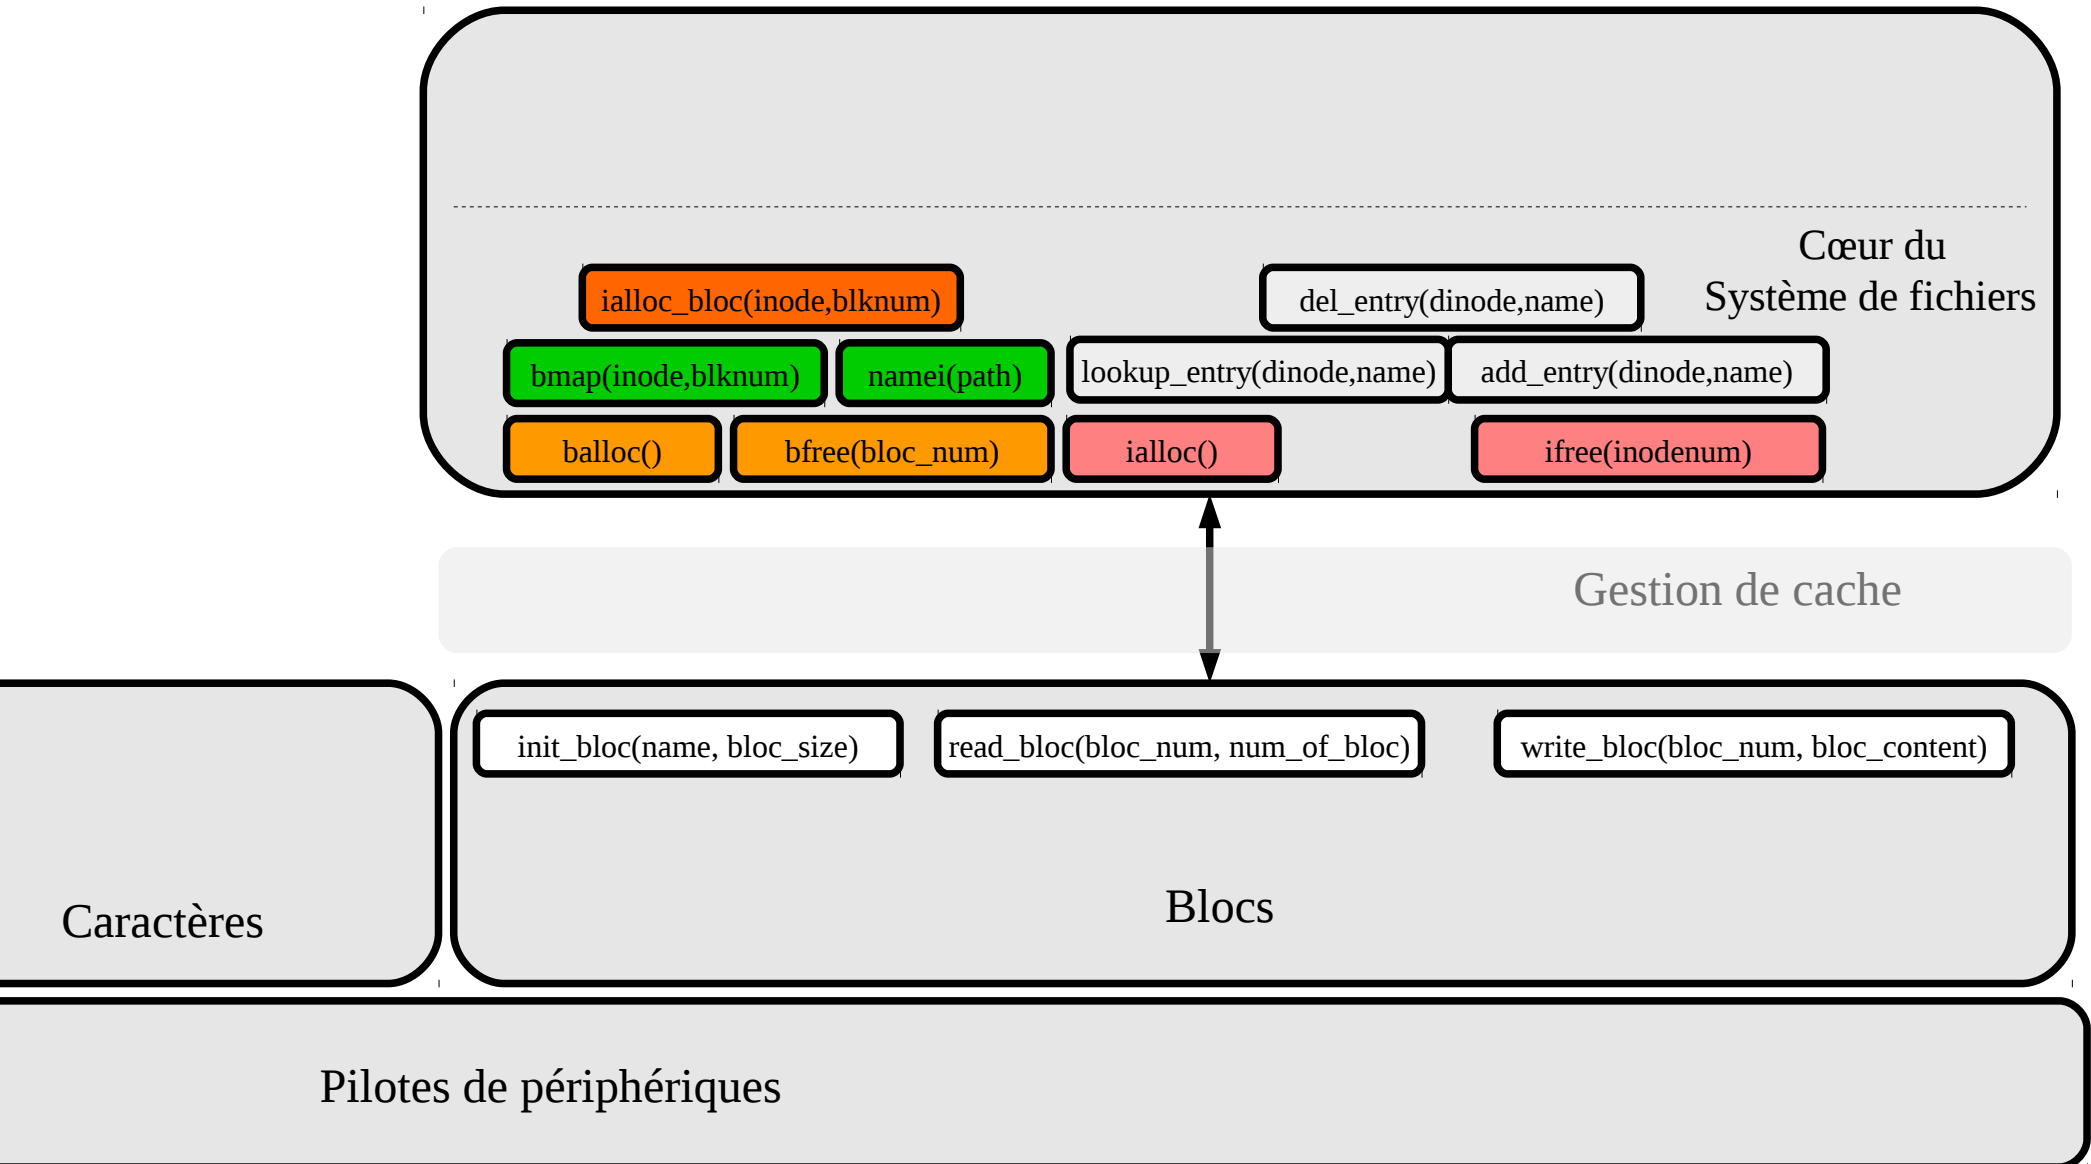 Cœur du
Système de fichiers
ialloc_bloc(inode,blknum)
del_entry(dinode,name)
bmap(inode,blknum)
namei(path)
lookup_entry(dinode,name)
add_entry(dinode,name)
balloc()
bfree(bloc_num)
ialloc()
ifree(inodenum)
Gestion de cache
init_bloc(name, bloc_size)
read_bloc(bloc_num, num_of_bloc)
write_bloc(bloc_num, bloc_content)
Caractères
Blocs
Pilotes de périphériques